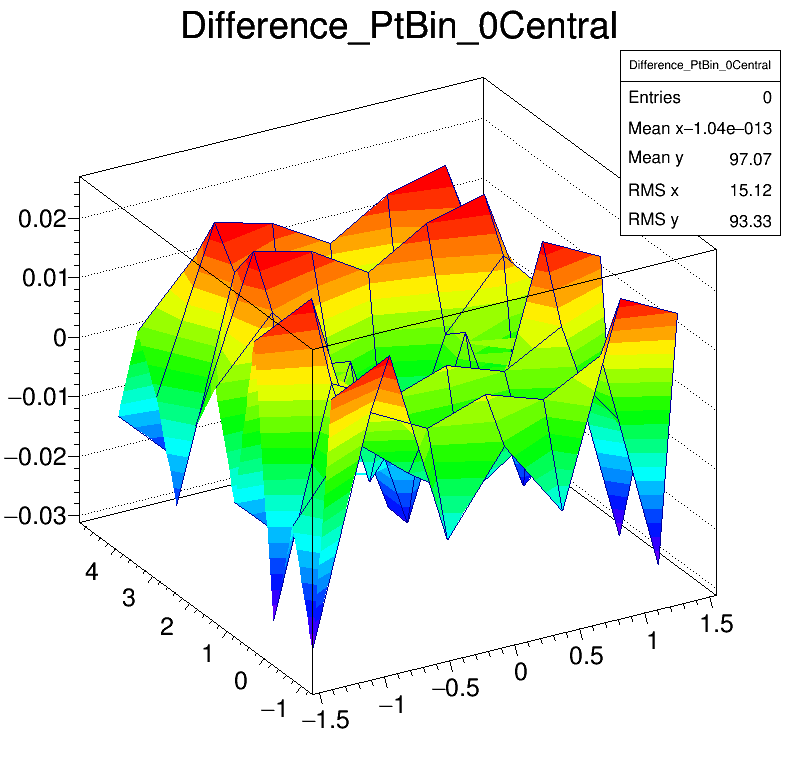 Difference_PtBin_0Central
Difference_PtBin_0Central
Entries 0
Mean x−1.04e−013
Mean y 97.07
RMS x 15.12
RMS y 93.33
0.02
0.01
0
−0.01
−0.02
−0.03
4
3
2
1
0
−1
−1.5
−1
−0.5
0
0.5
1
1.5